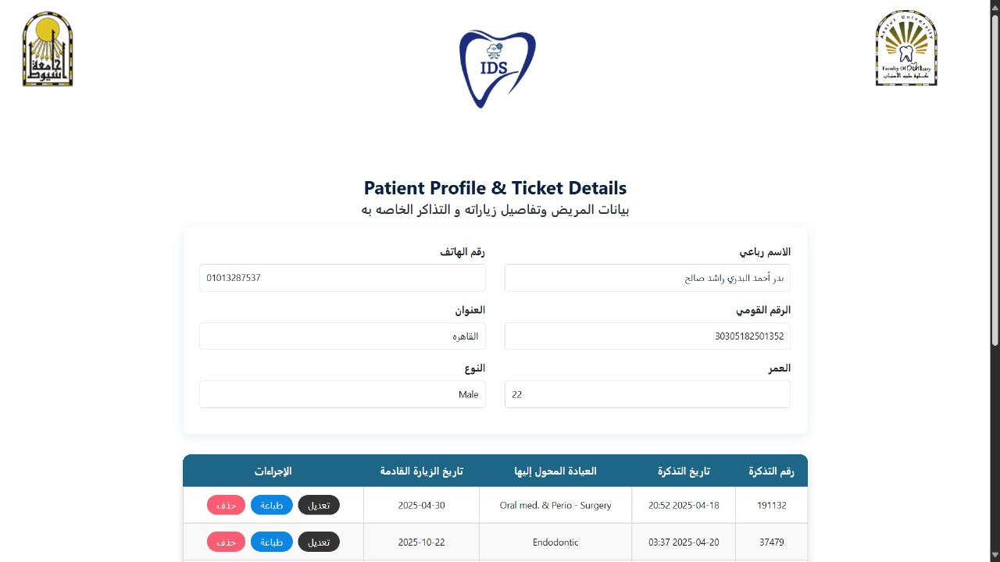 جامعة
أسيوط
IDS
Assiut University
Faculty Of Dentistry
كلية طب الأسنان
Patient Profile & Ticket Details
بيانات المريض وتفاصيل زياراته و التذاكر الخاصه به
الاسم رباعي
بدر أحمد البدري راشد صالح
رقم الهاتف
01013287537
الرقم القومي
30305182501352
العنوان
القاهره
العمر
22
النوع
Male
رقم التذكرة تاريخ التذكرة العيادة المحول إليها تاريخ الزيارة القادمة الإجراءات
191132 2025-04-18 20:52 Oral med. & Perio - Surgery 2025-04-30 تعديل طباعة حذف
37479 2025-04-20 03:37 Endodontic 2025-10-22 تعديل طباعة حذف